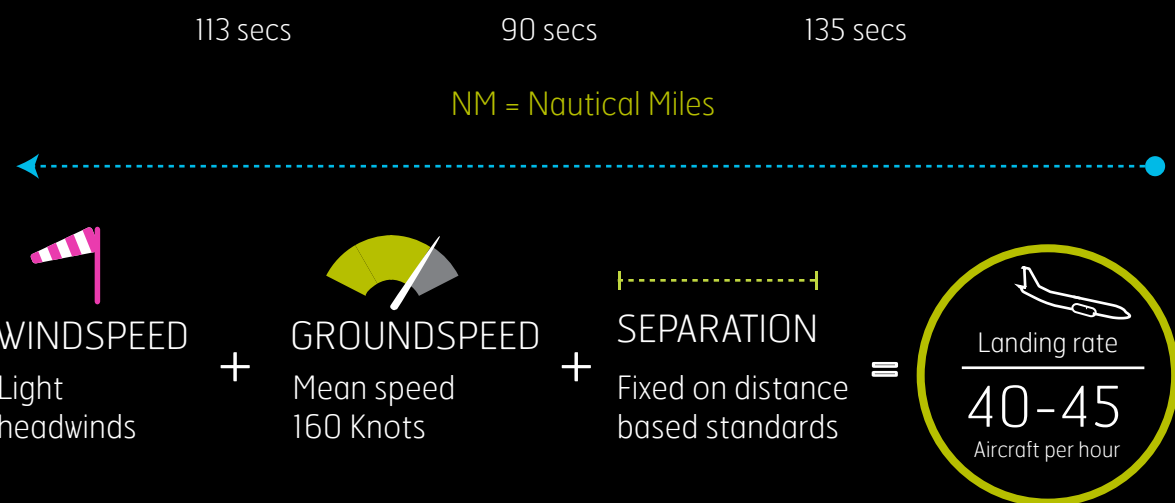 113 secs 90 secs 135 secs
NM = Nautical Miles
WINDSPEED
Light
headwinds
+
GROUNDSPEED
Mean speed
160 Knots
+
SEPARATION
Fixed on distance
based standards
=
Landing rate
40-45
Aircraft per hour